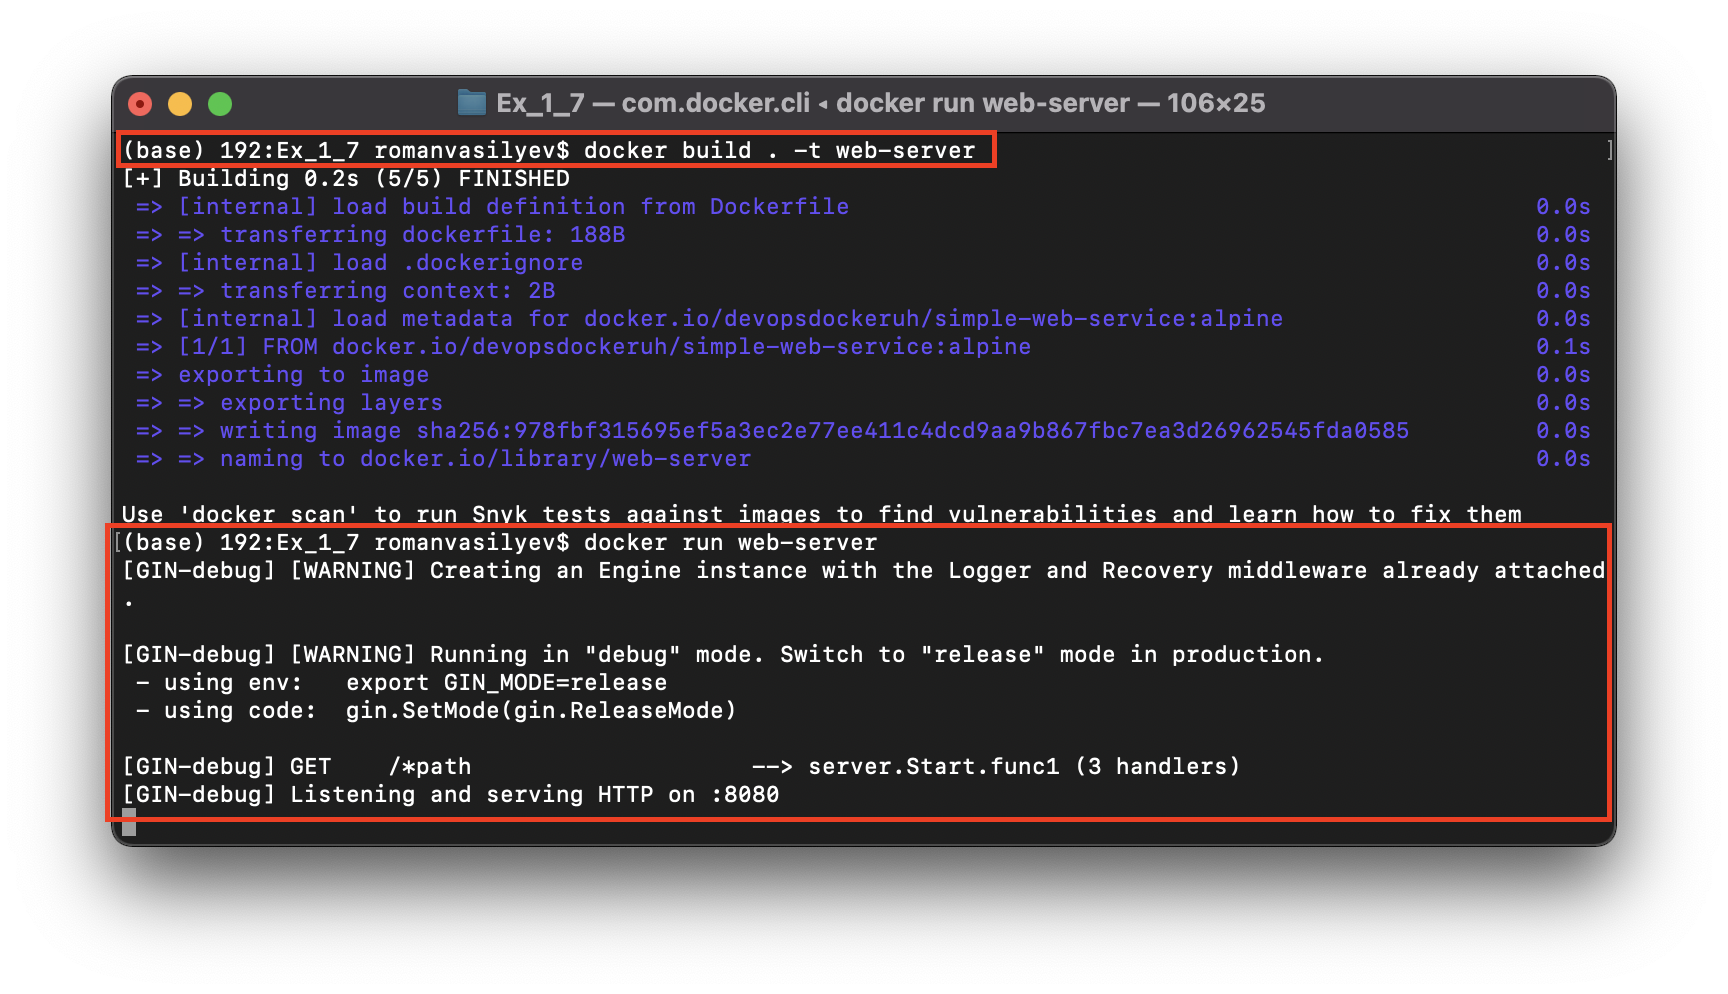 Ex_1_7 — com.docker.cli ◂ docker run web-server — 106×25
(base) 192:Ex_1_7 romanvasilyev$ docker build . -t web-server ]
[+] Building 0.2s (5/5) FINISHED
=> [internal] load build definition from Dockerfile 0.0s
=> => transferring dockerfile: 188B 0.0s
=> [internal] load .dockerignore 0.0s
=> => transferring context: 2B 0.0s
=> [internal] load metadata for docker.io/devopsdockeruh/simple-web-service:alpine 0.0s
=> [1/1] FROM docker.io/devopsdockeruh/simple-web-service:alpine 0.1s
=> exporting to image 0.0s
=> => exporting layers 0.0s
=> => writing image sha256:978fbf315695ef5a3ec2e77ee411c4dcd9aa9b867fbc7ea3d26962545fda0585 0.0s
=> => naming to docker.io/library/web-server 0.0s
Use 'docker scan' to run Snyk tests against images to find vulnerabilities and learn how to fix them
[(base) 192:Ex_1_7 romanvasilyev$ docker run web-server
[GIN-debug] [WARNING] Creating an Engine instance with the Logger and Recovery middleware already attached
.
[GIN-debug] [WARNING] Running in "debug" mode. Switch to "release" mode in production.
- using env:   export GIN_MODE=release
- using code:  gin.SetMode(gin.ReleaseMode)
[GIN-debug] GET    /*path                    --> server.Start.func1 (3 handlers)
[GIN-debug] Listening and serving HTTP on :8080